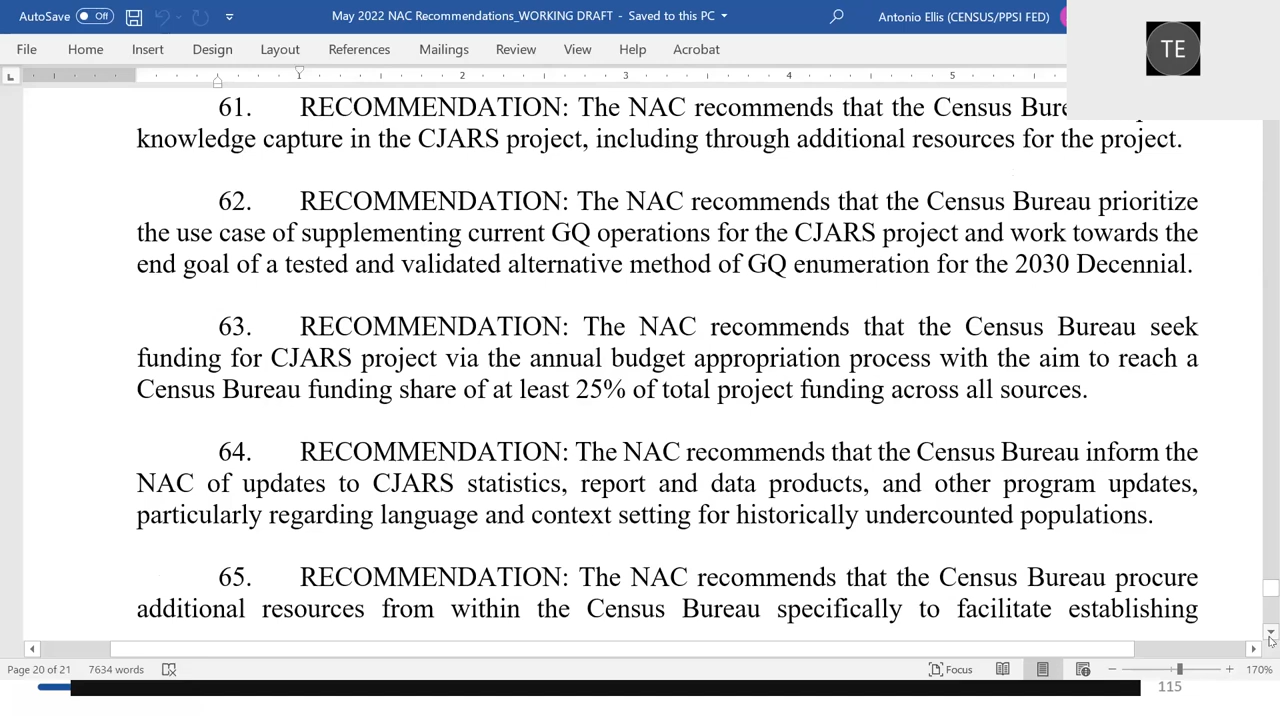 AutoSave Off May 2022 NAC Recommendations_WORKING DRAFT - Saved to this PC Antonio Ellis (CENSUS/PPSI FED)
TE
File Home Insert Design Layout References Mailings Review View Help Acrobat
1 2 3 4 5
61. RECOMMENDATION: The NAC recommends that the Census
knowledge capture in the CJARS project, including through additional resources for the project.
62. RECOMMENDATION: The NAC recommends that the Census Bureau prioritize
the use case of supplementing current GQ operations for the CJARS project and work towards the
end goal of a tested and validated alternative method of GQ enumeration for the 2030 Decennial.
63. RECOMMENDATION: The NAC recommends that the Census Bureau seek
funding for CJARS project via the annual budget appropriation process with the aim to reach a
Census Bureau funding share of at least 25% of total project funding across all sources.
64. RECOMMENDATION: The NAC recommends that the Census Bureau inform the
NAC of updates to CJARS statistics, report and data products, and other program updates,
particularly regarding language and context setting for historically undercounted populations.
65. RECOMMENDATION: The NAC recommends that the Census Bureau procure
additional resources from within the Census Bureau specifically to facilitate establishing
Page 20 of 21 7634 words Focus 170%
115